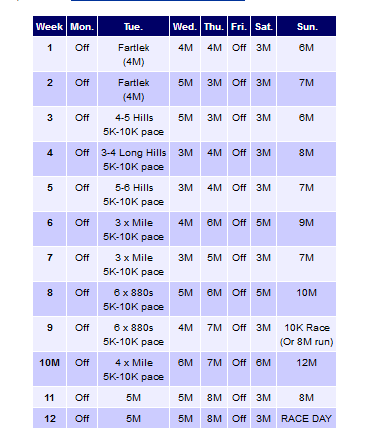 Week Mon. Tue. Wed. Thu. Fri. Sat. Sun.
1 Off Fartlek 4M 4M Off 3M 6M
(4M)
2 Off Fartlek 5M 3M Off 3M 7M
(4M)
3 Off 4-5 Hills 5M 3M Off 3M 6M
5K-10K pace
4 Off 3-4 Long Hills 3M 4M Off 3M 8M
5K-10K pace
5 Off 5-6 Hills 3M 4M Off 3M 7M
5K-10K pace
6 Off 3 x Mile 4M 6M Off 5M 9M
5K-10K pace
7 Off 3 x Mile 3M 5M Off 3M 7M
5K-10K pace
8 Off 6 x 880s 5M 6M Off 5M 10M
5K-10K pace
9 Off 6 x 880s 4M 7M Off 3M 10K Race
5K-10K pace (Or 8M run)
10M Off 4 x Mile 6M 7M Off 6M 12M
5K-10K pace
11 Off 5M 5M 8M Off 3M 8M
12 Off 5M 5M 8M Off 3M RACE DAY